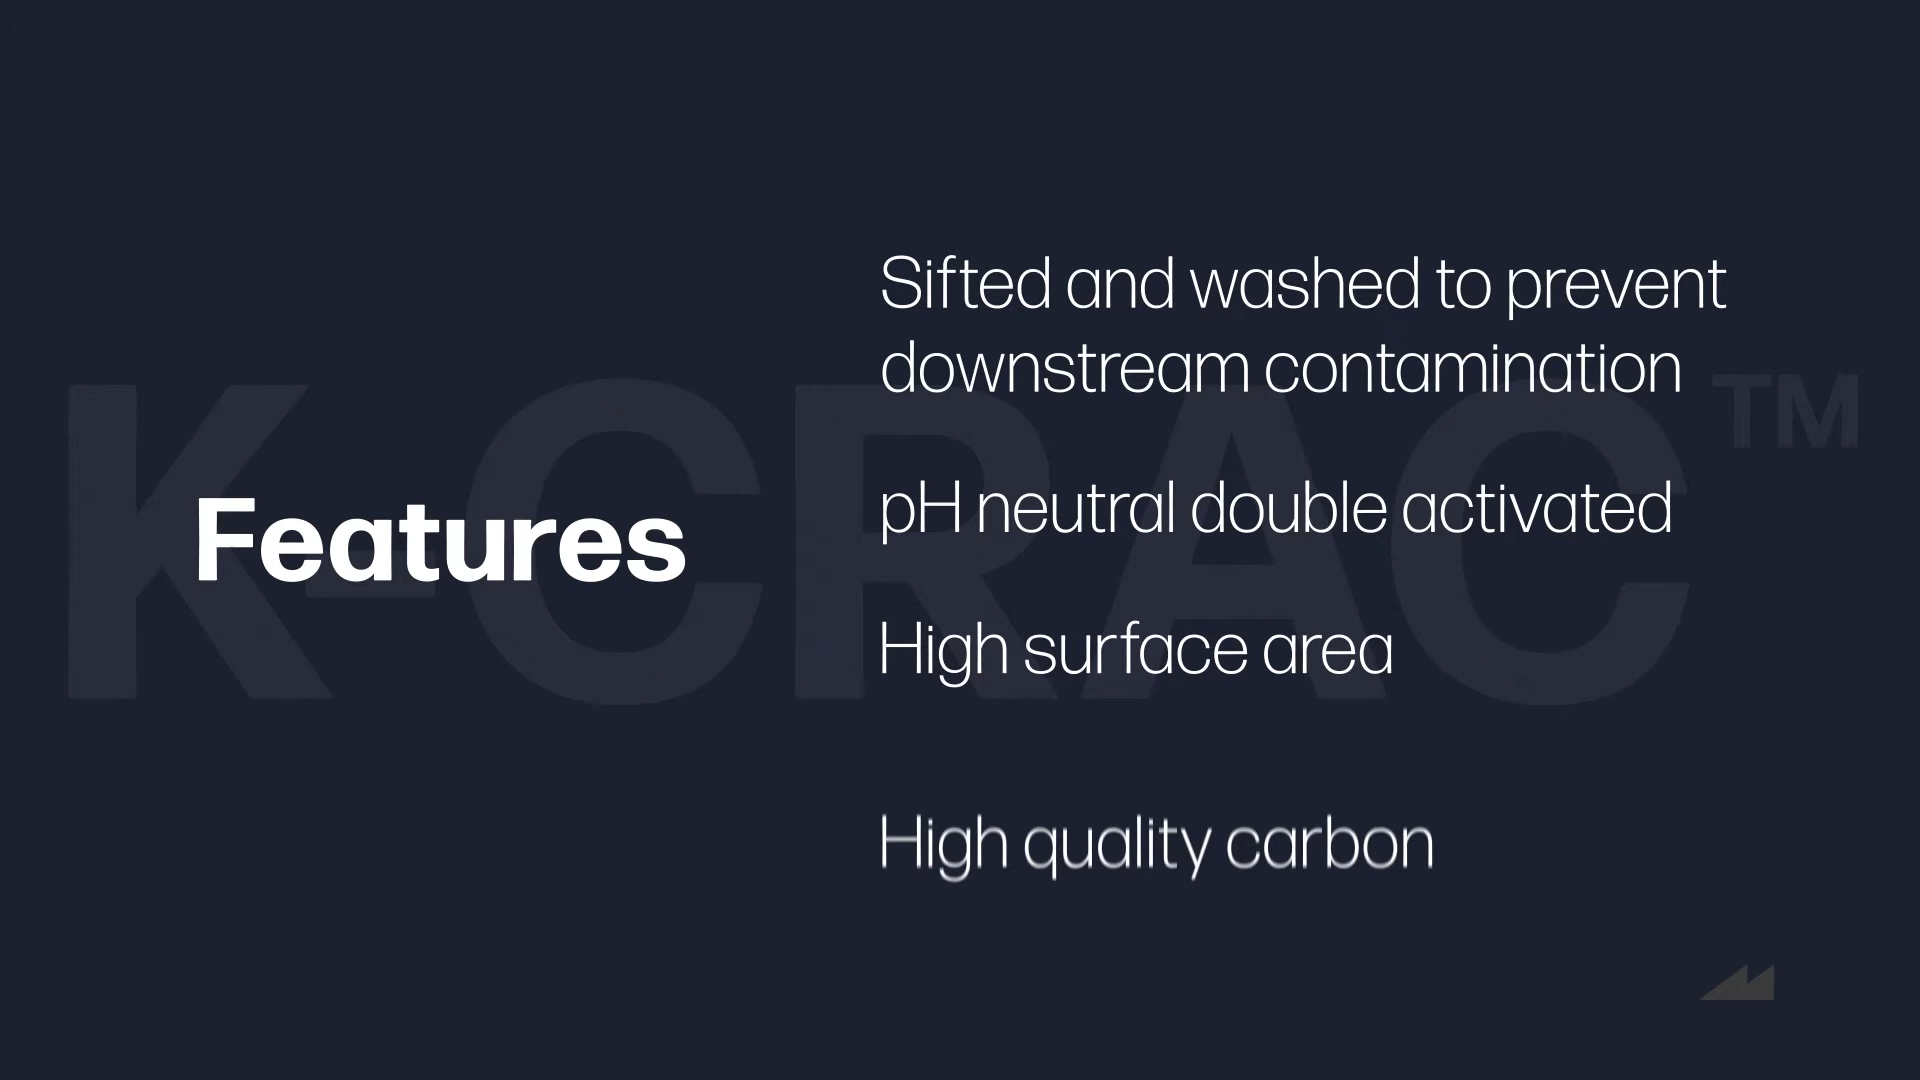 K-CRAC™
Features
Sifted and washed to prevent
downstream contamination
pH neutral double activated
High surface area
High quality carbon